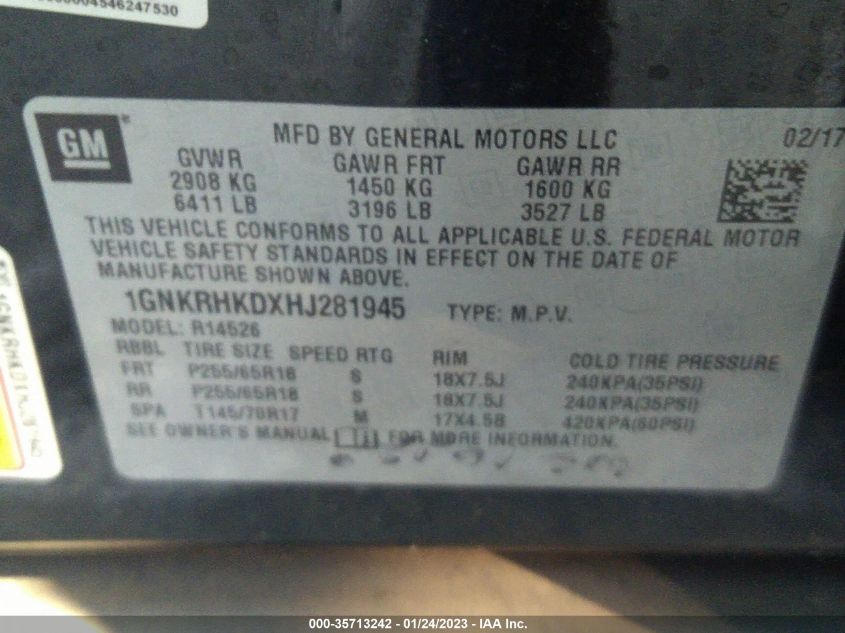 4546247530
GM
MFD BY GENERAL MOTORS LLC 02/17
GVWR GAWR FRT GAWR RR
2908 KG 1450 KG 1600 KG
6411 LB 3196 LB 3527 LB
THIS VEHICLE CONFORMS TO ALL APPLICABLE U.S. FEDERAL MOTOR
VEHICLE SAFETY STANDARDS IN EFFECT ON THE DATE OF
MANUFACTURE SHOWN ABOVE.
1GNKRHKDXHJ281945 TYPE: M.P.V.
MODEL: R14526
RBBL TIRE SIZE SPEED RTG RIM COLD TIRE PRESSURE
FRT P255/65R18 S 18X7.5J 240KPA(35PSI)
RR P255/65R18 S 18X7.5J 240KPA(35PSI)
SPA T145/70R17 M 17X4.5B 420KPA(60PSI)
SEE OWNER'S MANUAL FOR MORE INFORMATION.
000-35713242 - 01/24/2023 - IAA Inc.